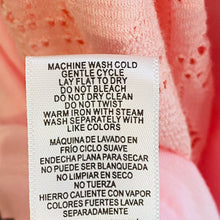 MACHINE WASH COLD
GENTLE CYCLE
LAY FLAT TO DRY
DO NOT BLEACH
DO NOT DRY CLEAN
DO NOT TWIST
WARM IRON WITH STEAM
WASH SEPARATELY WITH
LIKE COLORS
MÁQUINA DE LAVADO EN
FRÍO CICLO SUAVE
ENDECHA PLANA PARA SECAR
NO PUEDE SER BLANQUEADA
NO LIMPIAR EN SECO
NO TUERZA
HIERRO CALIENTE CON VAPOR
COLORES FUERTES LAVAR
SEPARADAMENTE